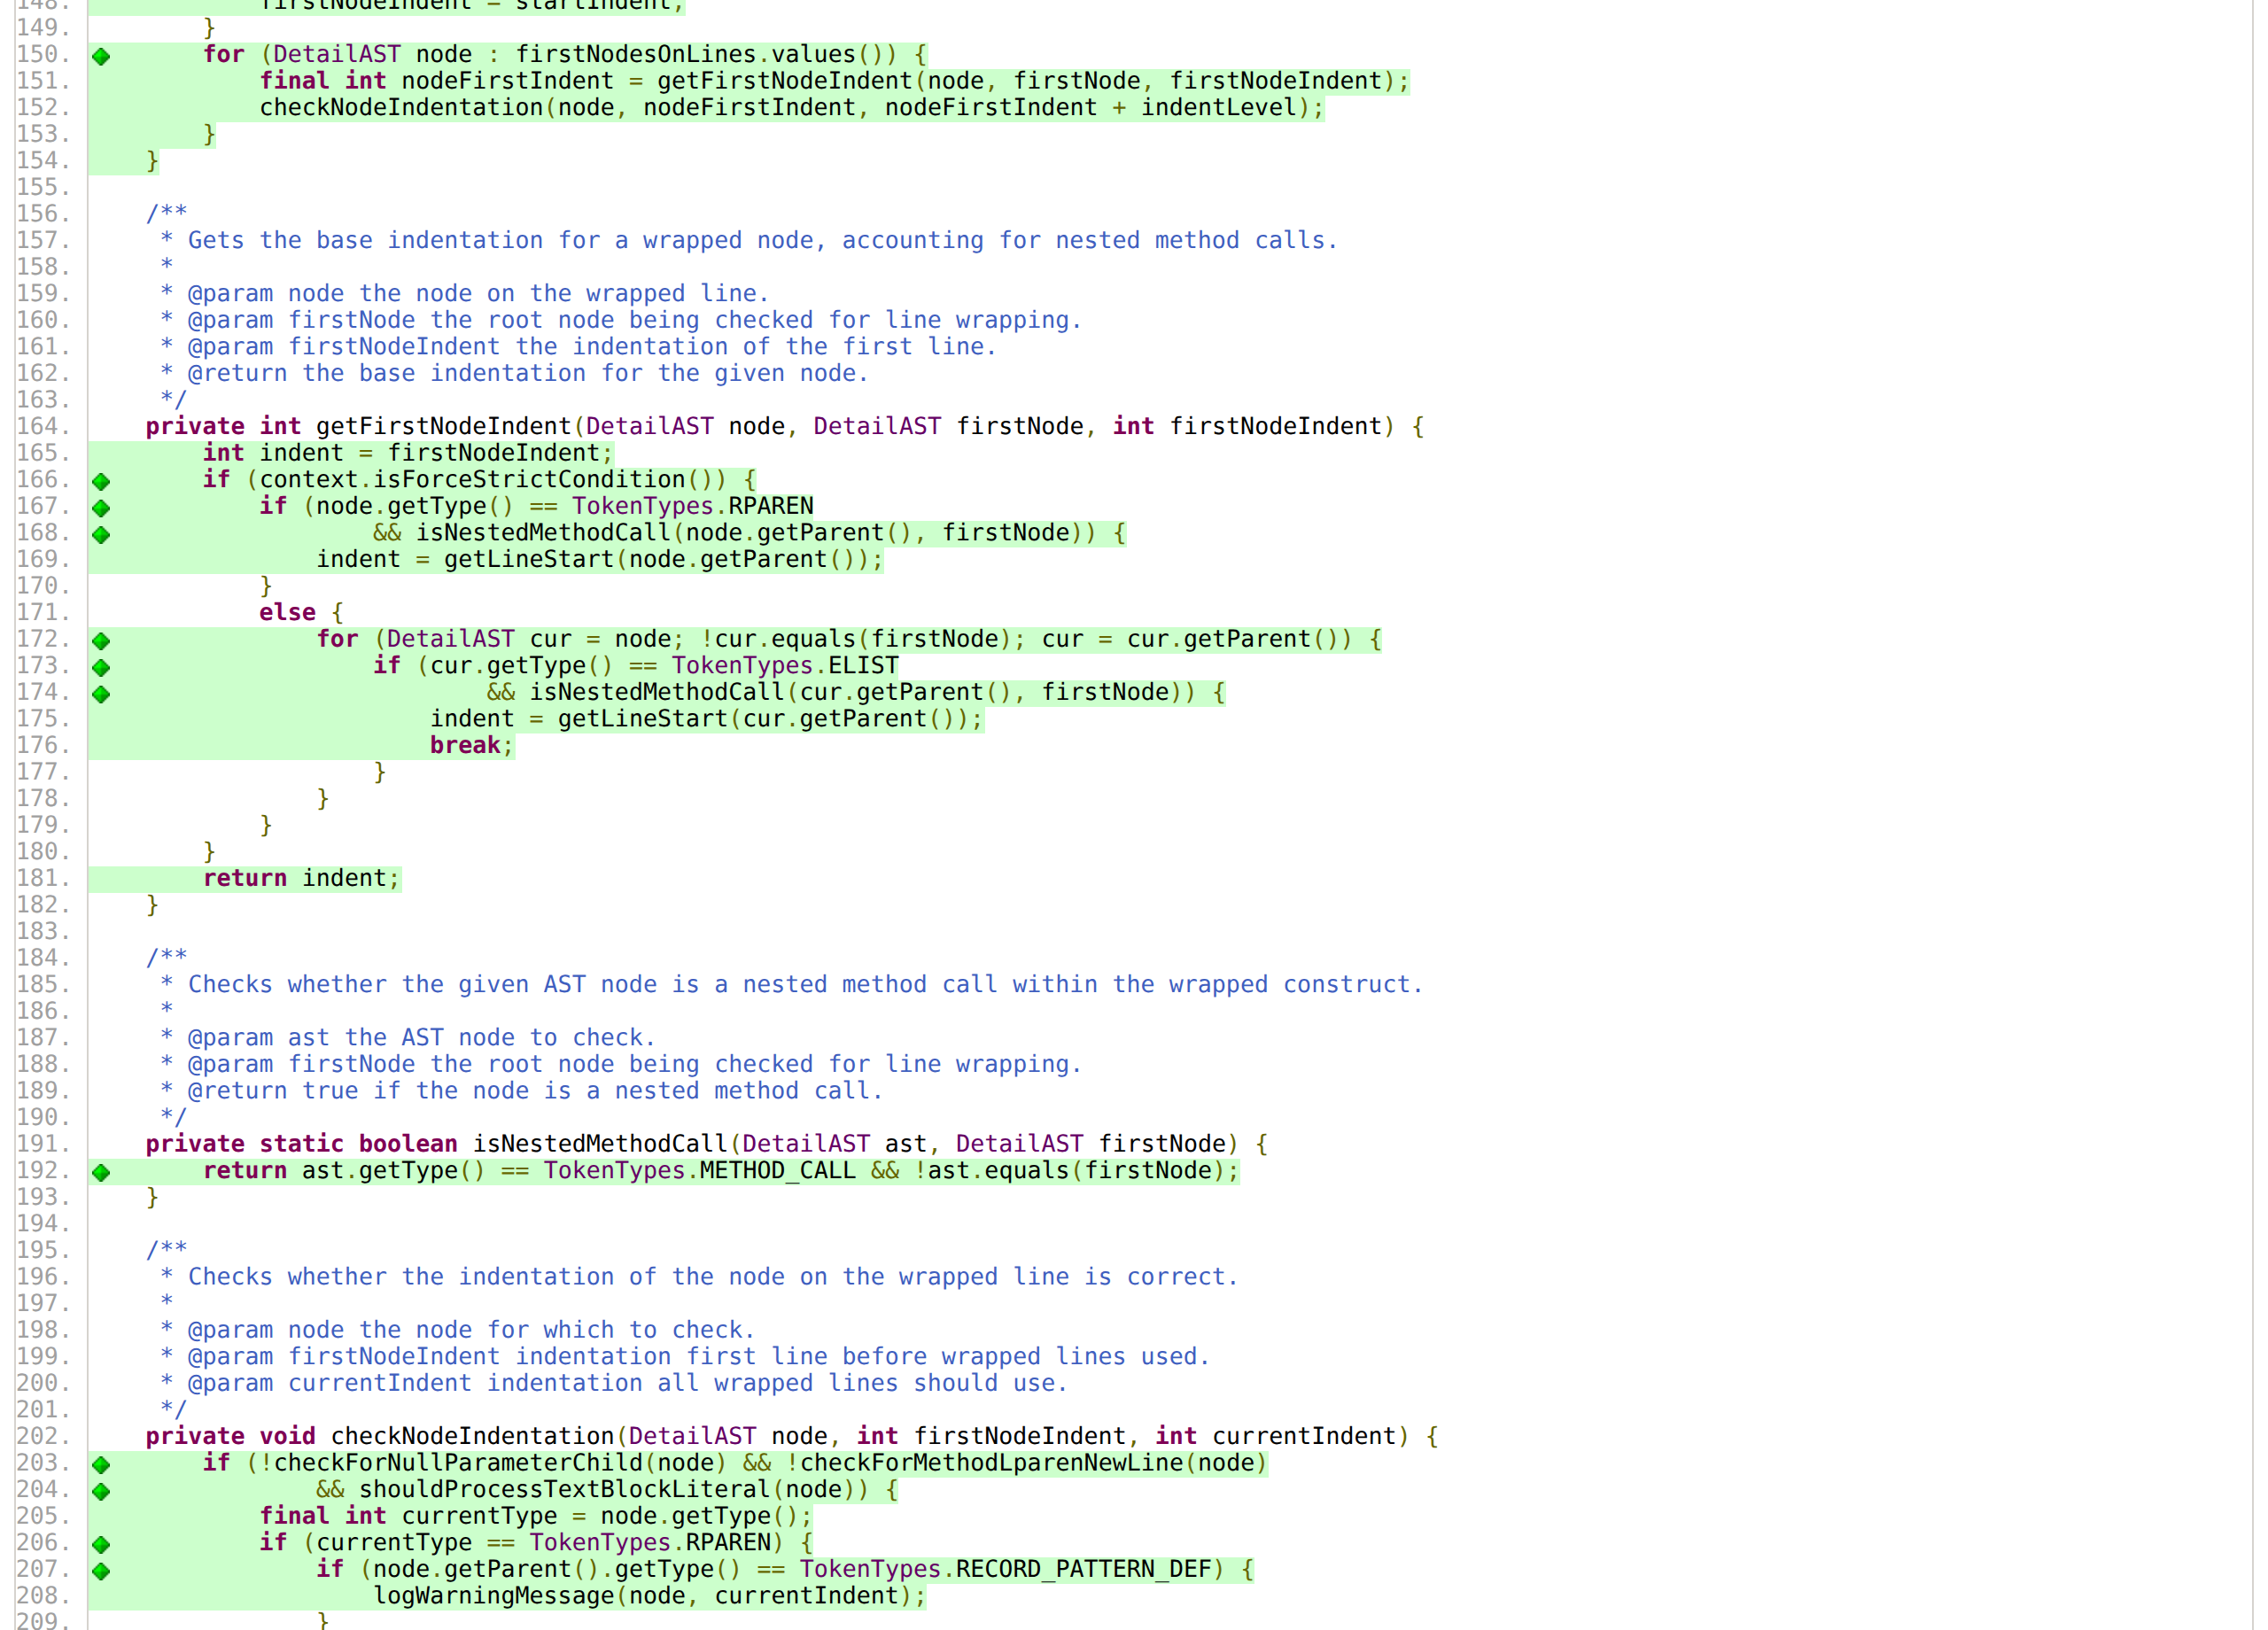 148.             firstNodeIndent = startIndent;
149.         }
150.         for (DetailAST node : firstNodesOnLines.values()) {
151.             final int nodeFirstIndent = getFirstNodeIndent(node, firstNode, firstNodeIndent);
152.             checkNodeIndentation(node, nodeFirstIndent, nodeFirstIndent + indentLevel);
153.         }
154.     }
155.
156.     /**
157.      * Gets the base indentation for a wrapped node, accounting for nested method calls.
158.      *
159.      * @param node the node on the wrapped line.
160.      * @param firstNode the root node being checked for line wrapping.
161.      * @param firstNodeIndent the indentation of the first line.
162.      * @return the base indentation for the given node.
163.      */
164.     private int getFirstNodeIndent(DetailAST node, DetailAST firstNode, int firstNodeIndent) {
165.         int indent = firstNodeIndent;
166.         if (context.isForceStrictCondition()) {
167.             if (node.getType() == TokenTypes.RPAREN
168.                     && isNestedMethodCall(node.getParent(), firstNode)) {
169.                 indent = getLineStart(node.getParent());
170.             }
171.             else {
172.                 for (DetailAST cur = node; !cur.equals(firstNode); cur = cur.getParent()) {
173.                     if (cur.getType() == TokenTypes.ELIST
174.                             && isNestedMethodCall(cur.getParent(), firstNode)) {
175.                         indent = getLineStart(cur.getParent());
176.                         break;
177.                     }
178.                 }
179.             }
180.         }
181.         return indent;
182.     }
183.
184.     /**
185.      * Checks whether the given AST node is a nested method call within the wrapped construct.
186.      *
187.      * @param ast the AST node to check.
188.      * @param firstNode the root node being checked for line wrapping.
189.      * @return true if the node is a nested method call.
190.      */
191.     private static boolean isNestedMethodCall(DetailAST ast, DetailAST firstNode) {
192.         return ast.getType() == TokenTypes.METHOD_CALL && !ast.equals(firstNode);
193.     }
194.
195.     /**
196.      * Checks whether the indentation of the node on the wrapped line is correct.
197.      *
198.      * @param node the node for which to check.
199.      * @param firstNodeIndent indentation first line before wrapped lines used.
200.      * @param currentIndent indentation all wrapped lines should use.
201.      */
202.     private void checkNodeIndentation(DetailAST node, int firstNodeIndent, int currentIndent) {
203.         if (!checkForNullParameterChild(node) && !checkForMethodLparenNewLine(node)
204.                 && shouldProcessTextBlockLiteral(node)) {
205.             final int currentType = node.getType();
206.             if (currentType == TokenTypes.RPAREN) {
207.                 if (node.getParent().getType() == TokenTypes.RECORD_PATTERN_DEF) {
208.                     logWarningMessage(node, currentIndent);
209.                 }